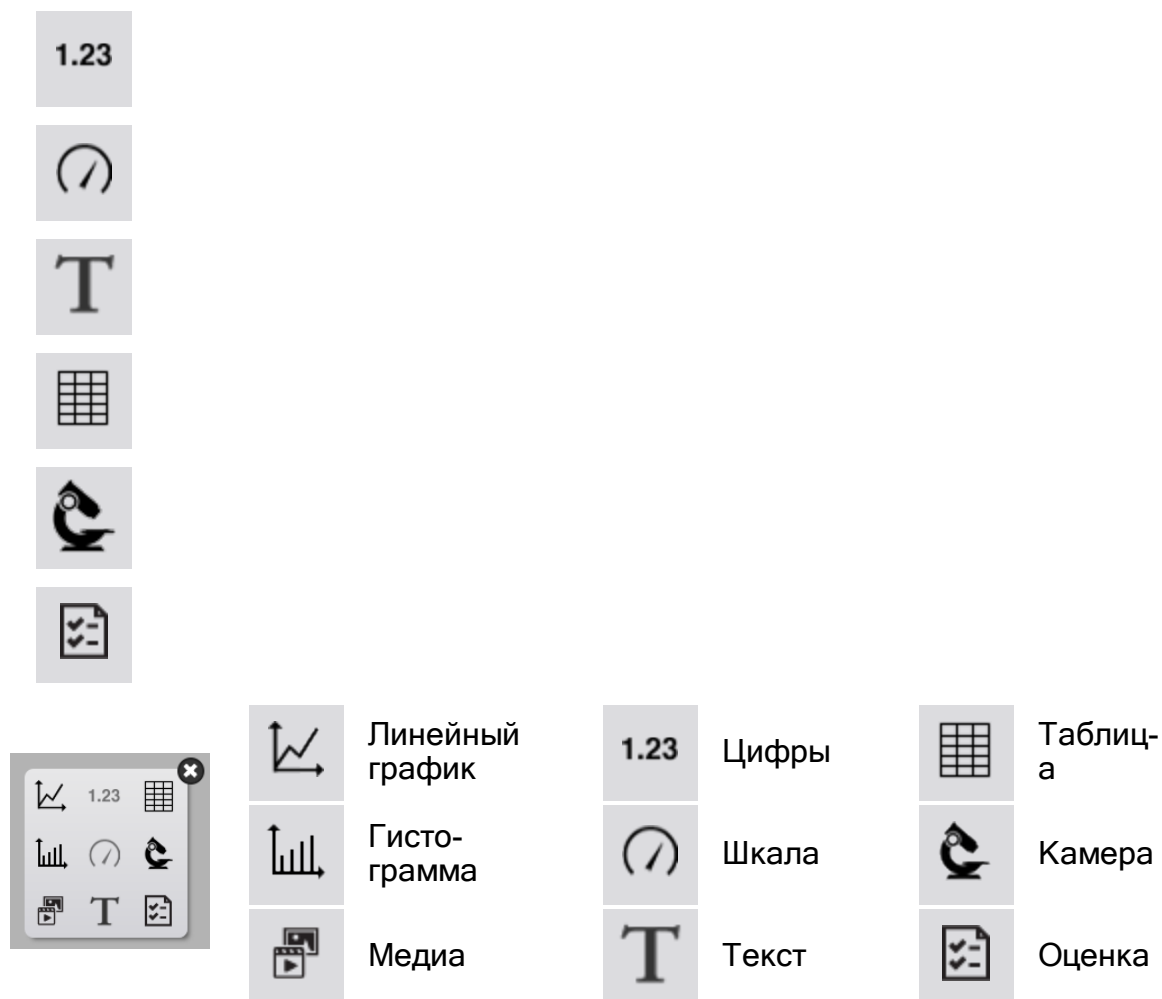 1.23
T
Линейный
график
1.23
Цифры
Таблиц-
а
1.23
Гисто-
грамма
Шкала
Камера
T
Медиа
T
Текст
Оценка